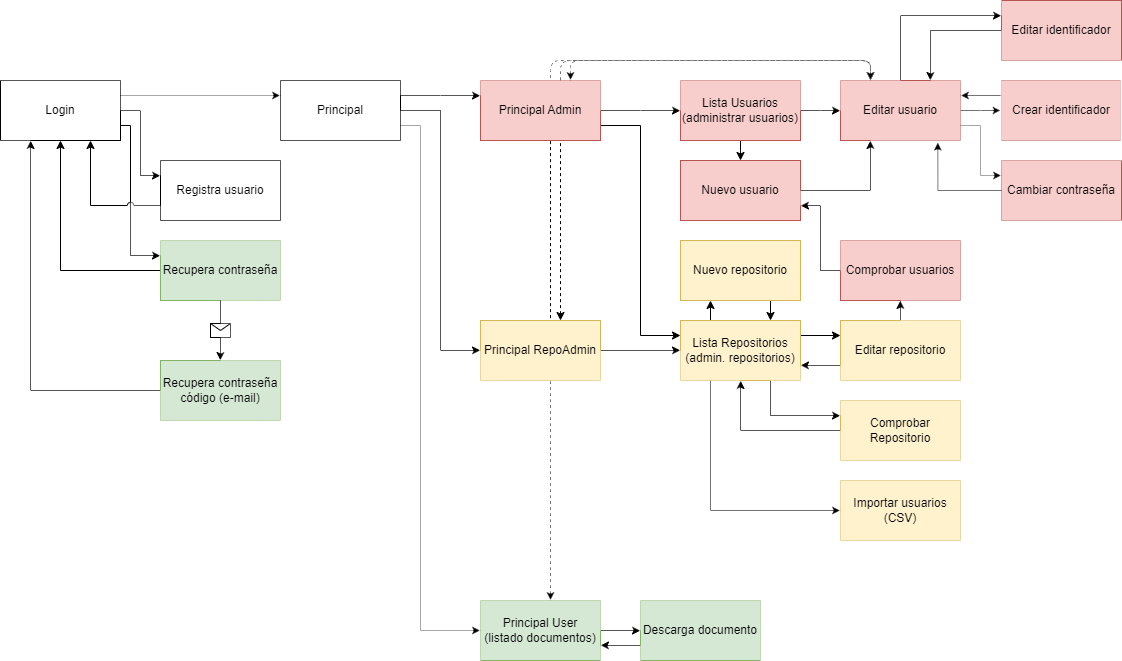 Editar identificador
Login
Principal
Principal Admin
Lista Usuarios
(administrar usuarios)
Editar usuario
Crear identificador
Registra usuario
Nuevo usuario
Cambiar contraseña
Recupera contraseña
Nuevo repositorio
Comprobar usuarios
Principal RepoAdmin
Lista Repositorios
(admin. repositorios)
Editar repositorio
Recupera contraseña
código (e-mail)
Comprobar
Repositorio
Importar usuarios
(CSV)
Principal User
(listado documentos)
Descarga documento